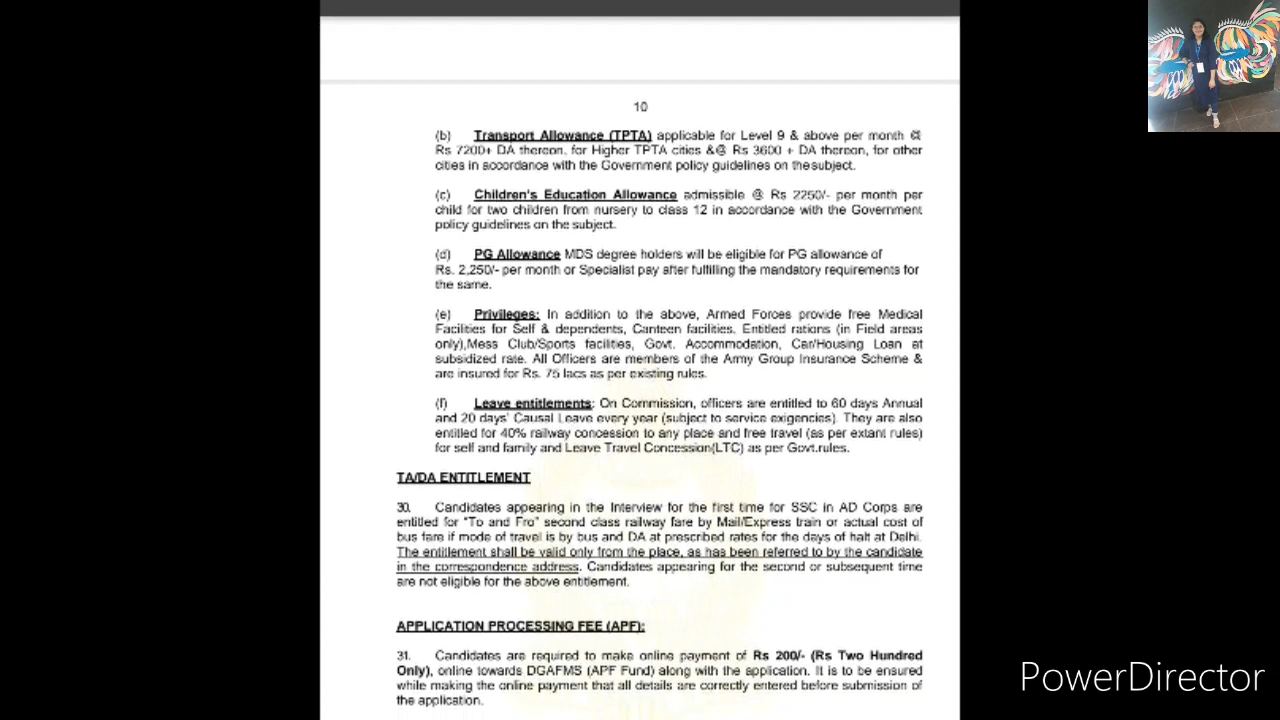 10
(b) Transport Allowance (TPTA) applicable for Level 9 & above per month @
Rs 7200+ DA thereon, for Higher TPTA cities &@ Rs 3600 + DA thereon, for other
cities in accordance with the Government policy guidelines on thesubject.
(c) Children's Education Allowance admissible @ Rs 2250/- per month per
child for two children from nursery to class 12 in accordance with the Government
policy guidelines on the subject.
(d) PG Allowance MDS degree holders will be eligible for PG allowance of
Rs. 2,250/- per month or Specialist pay after fulfilling the mandatory requirements for
the same.
(e) Privileges: In addition to the above, Armed Forces provide free Medical
Facilities for Self & dependents, Canteen facilities. Entitled rations (in Field areas
only),Mess Club/Sports facilities, Govt. Accommodation, Car/Housing Loan at
subsidized rate. All Officers are members of the Army Group Insurance Scheme &
are insured for Rs. 75 lacs as per existing rules.
(f) Leave entitlements: On Commission, officers are entitled to 60 days Annual
and 20 days' Causal Leave every year (subject to service exigencies). They are also
entitled for 40% railway concession to any place and free travel (as per extant rules)
for self and family and Leave Travel Concession(LTC) as per Govt.rules.
TA/DA ENTITLEMENT
30. Candidates appearing in the Interview for the first time for SSC in AD Corps are
entitled for "To and Fro" second class railway fare by Mail/Express train or actual cost of
bus fare if mode of travel is by bus and DA at prescribed rates for the days of halt at Delhi.
The entitlement shall be valid only from the place, as has been referred to by the candidate
in the correspondence address. Candidates appearing for the second or subsequent time
are not eligible for the above entitlement.
APPLICATION PROCESSING FEE (APF):
31. Candidates are required to make online payment of Rs 200/- (Rs Two Hundred
Only), online towards DGAFMS (APF Fund) along with the application. It is to be ensured
while making the online payment that all details are correctly entered before submission of
the application.
PowerDirector